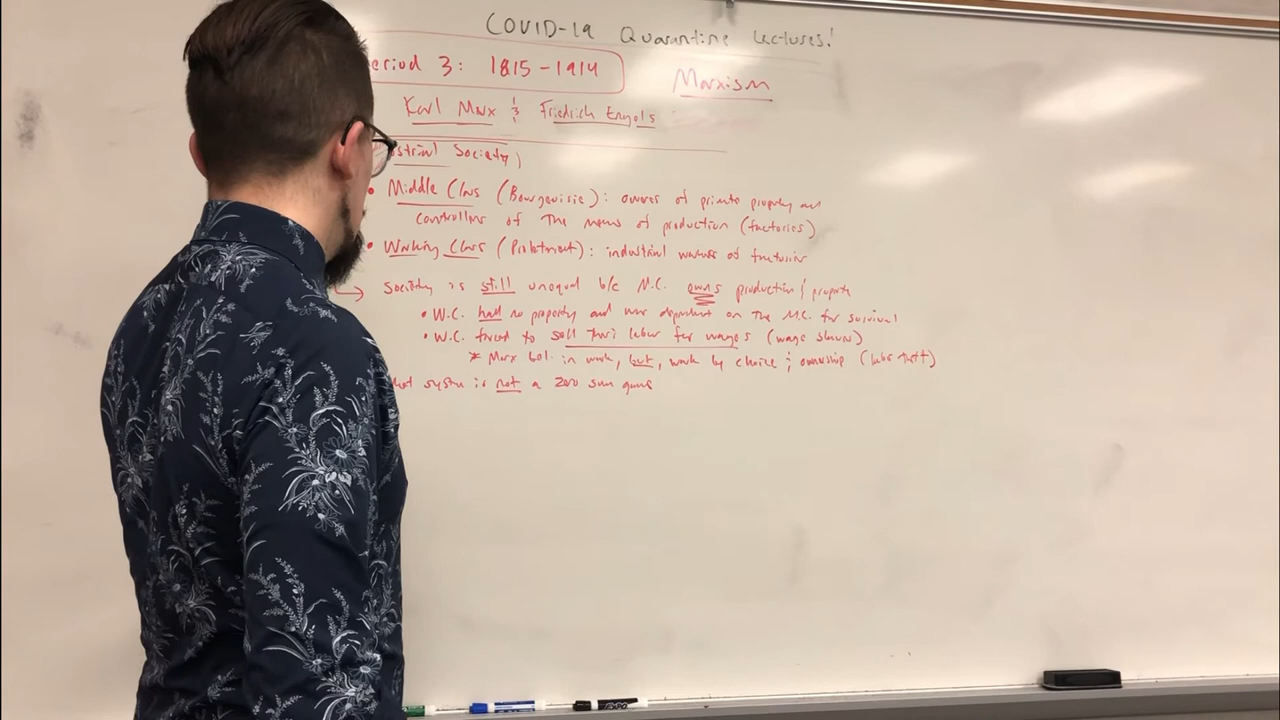 COVID-19 Quarantine Lectures!
eriod 3: 1815-1914
Marxism
Karl Marx & Friedrich Engels
strial Society
• Middle Class (Bourgeoisie): owners of private property and
controllers of the means of production (factories)
• Working Class (Proletariat): industrial workers of factories
Society is still unequal b/c M.C. owns production & property
• W.C. had no property and was dependent on the M.C. for survival
• W.C. forced to sell their labor for wages (wage slaves)
* Marx bel. in work, but, work by choice & ownership (labor theft)
system is not a zero sum game